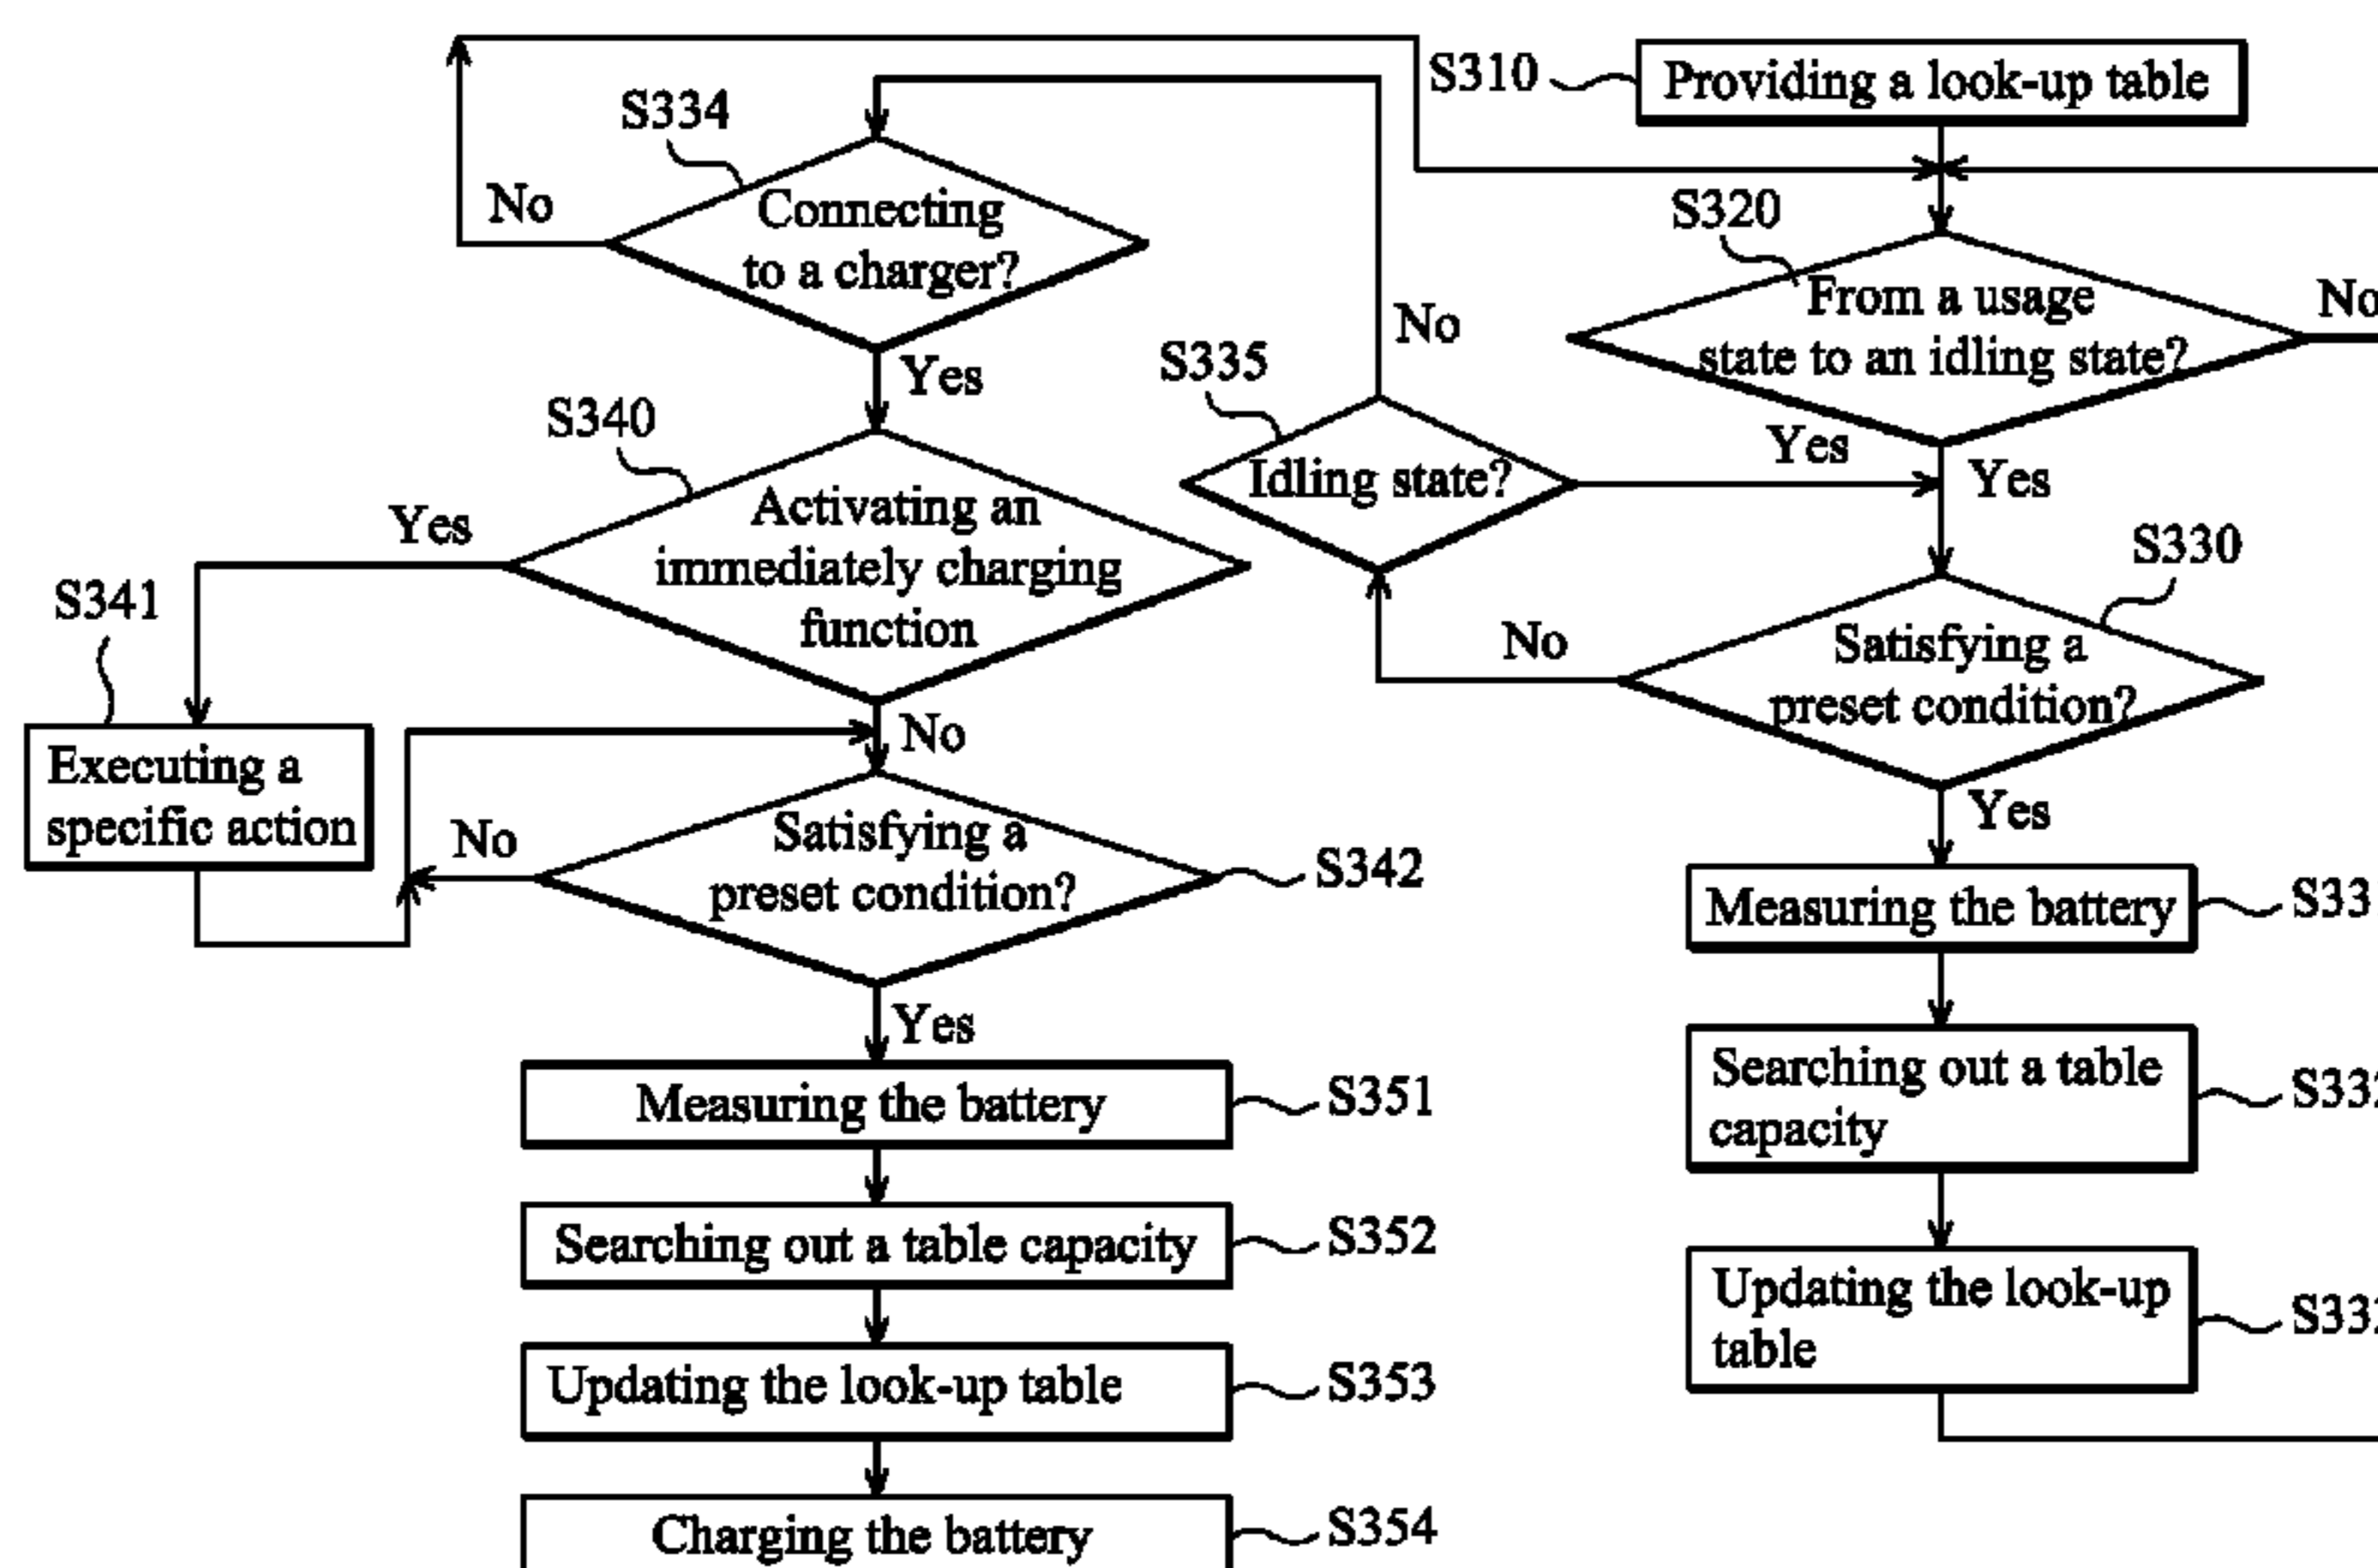 S310
Providing a look-up table
S334
No
Connecting
to a charger?
S320
From a usage
state to an idling state?
No
No
S335
Yes
S340
Idling state?
Yes
Yes
Activating an
immediately charging
function
Yes
S330
S341
No
Satisfying a
preset condition?
No
Executing a
specific action
Yes
No
Satisfying a
preset condition?
S342
Measuring the battery
S33
Yes
Searching out a table
capacity
S332
Measuring the battery
S351
Searching out a table capacity
S352
Updating the look-up
table
S333
Updating the look-up table
S353
Charging the battery
S354